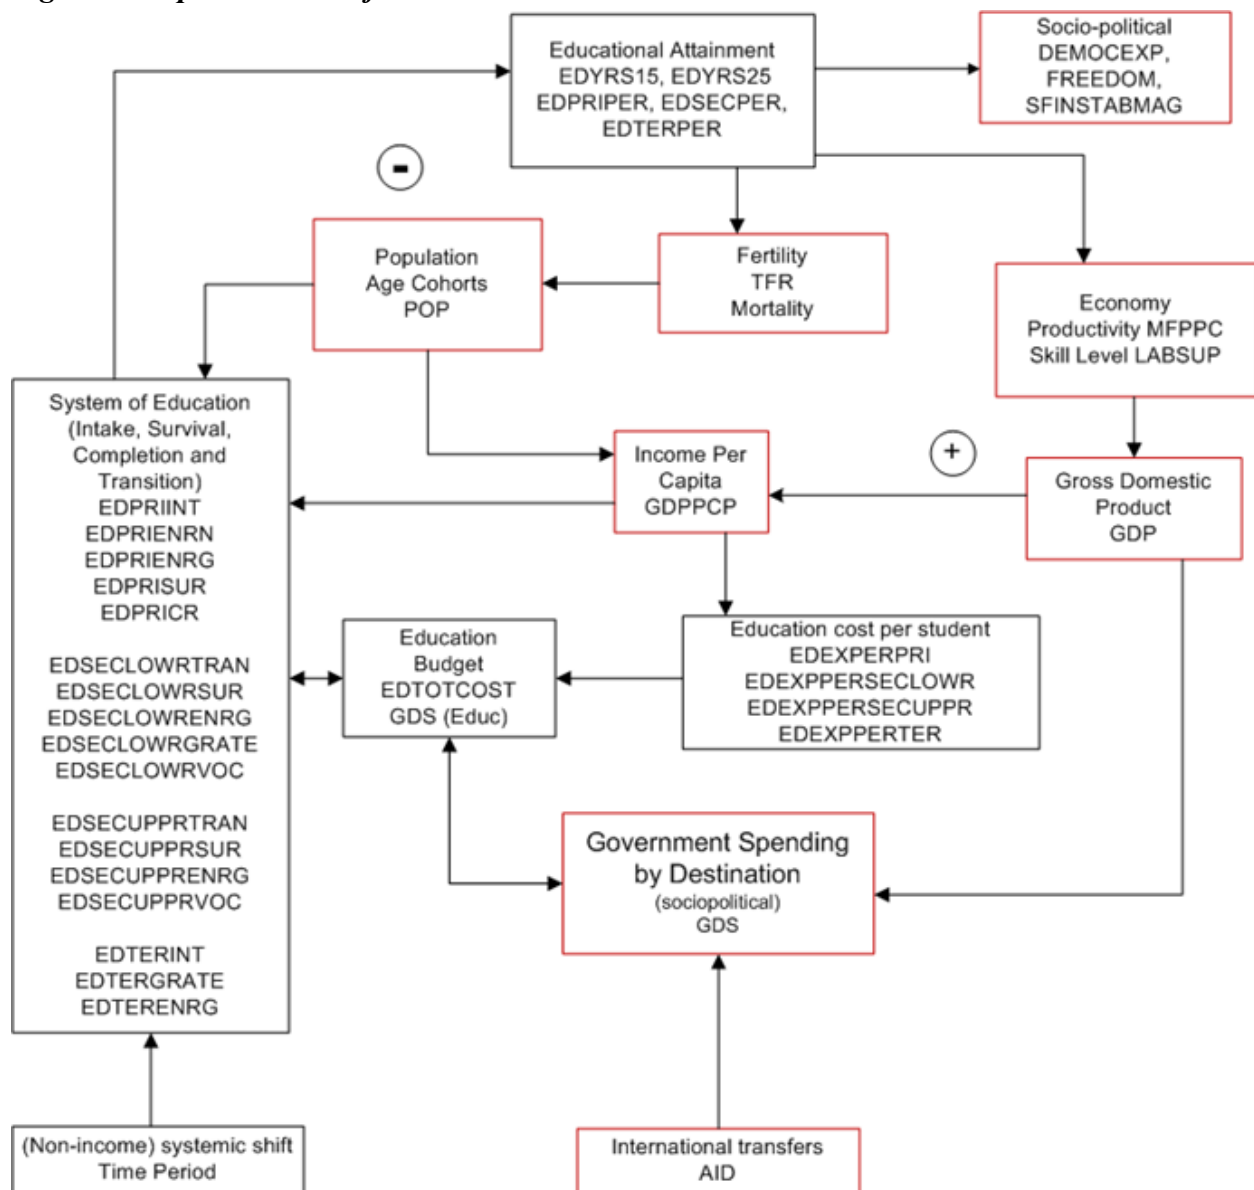 Educational Attainment
EDYRS15, EDYRS25
EDPRIPER, EDSECPER,
EDTERPER
Socio-political
DEMOCEXP,
FREEDOM,
SFINSTABMAG
-
Population
Age Cohorts
POP
Fertility
TFR
Mortality
Economy
Productivity MFPPC
Skill Level LABSUP
System of Education
(Intake, Survival,
Completion and
Transition)
EDPRIINT
EDPRIENRN
EDPRIENRG
EDPRISUR
EDPRICR
EDSECLOWRTRAN
EDSECLOWRSUR
EDSECLOWRENRG
EDSECLOWRGRATE
EDSECLOWRVOC
EDSECUPPRTRAN
EDSECUPPRSUR
EDSECUPPRENRG
EDSECUPPRVOC
EDTERINT
EDTERGRATE
EDTERENRG
Income Per
Capita
GDPPCP
+
Gross Domestic
Product
GDP
Education
Budget
EDTOTCOST
GDS (Educ)
Education cost per student
EDEXPERPRI
EDEXPPERSECLOWR
EDEXPPERSECUPPR
EDEXPPERTER
Government Spending
by Destination
(sociopolitical)
GDS
(Non-income) systemic shift
Time Period
International transfers
AID